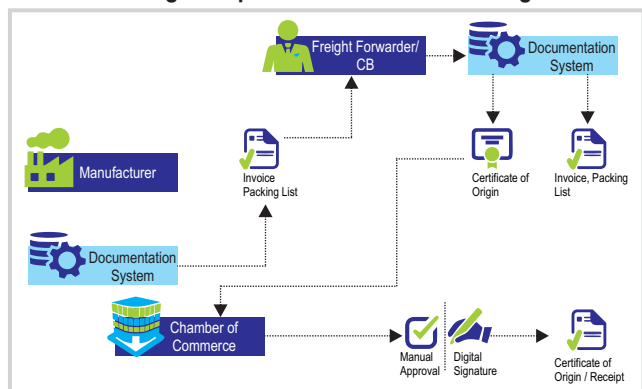 Freight Forwarder/
CB
Documentation
System
Manufacturer
Invoice
Packing List
Certificate of
Origin
Invoice, Packing
List
Documentation
System
Chamber of
Commerce
Manual
Approval
Digital
Signature
Certificate of
Origin / Receipt